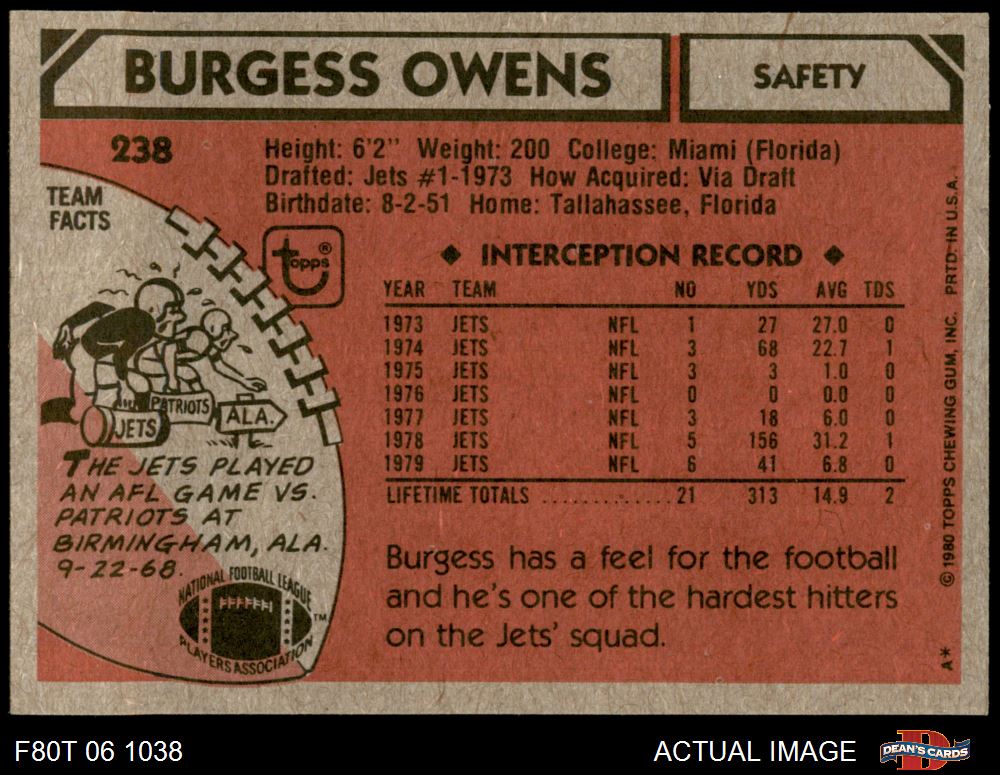 BURGESS OWENS
SAFETY
238
Height: 6'2" Weight: 200 College: Miami (Florida)
Drafted: Jets #1-1973 How Acquired: Via Draft
Birthdate: 8-2-51 Home: Tallahassee, Florida
TEAM
FACTS
topps®
◆ INTERCEPTION RECORD ◆
YEAR TEAM NO YDS AVG TDS
1973 JETS NFL 1 27 27.0 0
1974 JETS NFL 3 68 22.7 1
1975 JETS NFL 3 3 1.0 0
1976 JETS NFL 0 0 0.0 0
1977 JETS NFL 3 18 6.0 0
1978 JETS NFL 5 156 31.2 1
1979 JETS NFL 6 41 6.8 0
LIFETIME TOTALS ............ 21 313 14.9 2
PATRIOTS
JETS
ALA.
THE JETS PLAYED
AN AFL GAME VS.
PATRIOTS AT
BIRMINGHAM, ALA.
9-22-68.
NATIONAL FOOTBALL LEAGUE
PLAYERS ASSOCIATION
TM
Burgess has a feel for the football
and he's one of the hardest hitters
on the Jets' squad.
© 1980 TOPPS CHEWING GUM, INC. PRTD. IN U.S.A.
A*
F80T 06 1038
ACTUAL IMAGE
D
DEAN'S CARDS